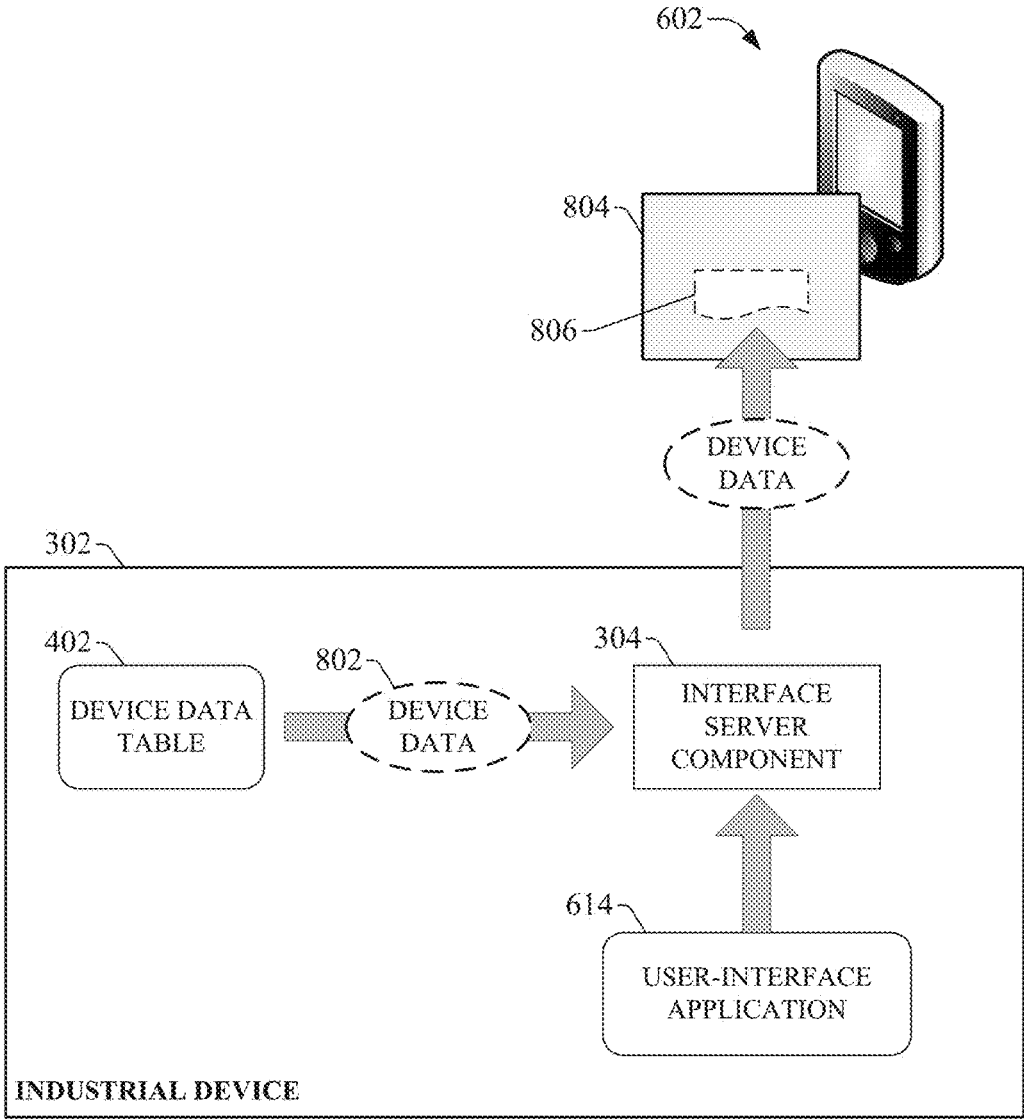 602
804
806
DEVICE
DATA
302
402
802
304
DEVICE DATA
TABLE
DEVICE
DATA
INTERFACE
SERVER
COMPONENT
614
USER-INTERFACE
APPLICATION
INDUSTRIAL DEVICE